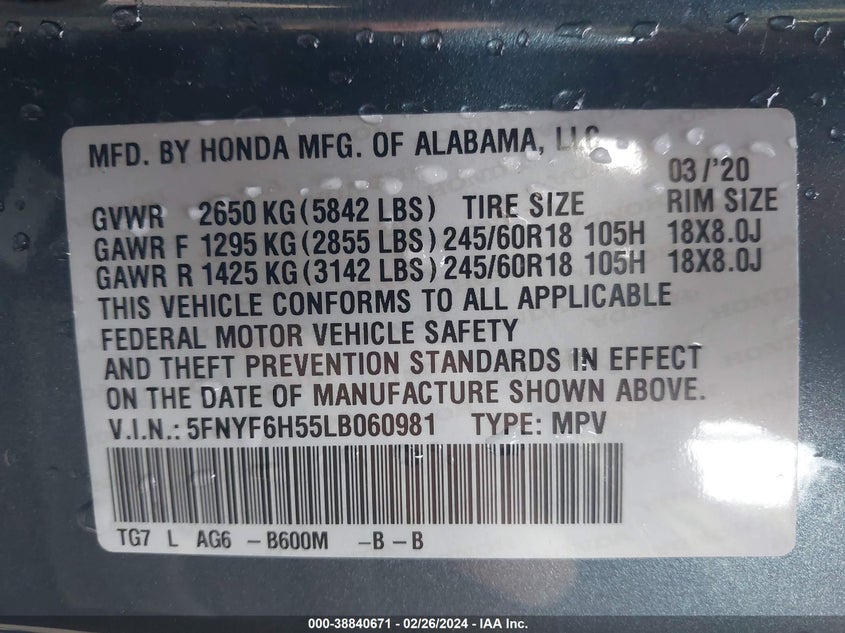 MFD. BY HONDA MFG. OF ALABAMA, LLC
03/'20
GVWR 2650 KG (5842 LBS) TIRE SIZE RIM SIZE
GAWR F 1295 KG (2855 LBS) 245/60R18 105H 18X8.0J
GAWR R 1425 KG (3142 LBS) 245/60R18 105H 18X8.0J
THIS VEHICLE CONFORMS TO ALL APPLICABLE
FEDERAL MOTOR VEHICLE SAFETY
AND THEFT PREVENTION STANDARDS IN EFFECT
ON THE DATE OF MANUFACTURE SHOWN ABOVE.
V.I.N.: 5FNYF6H55LB060981 TYPE: MPV
TG7 L AG6 -B600M -B -B
000-38840671 - 02/26/2024 - IAA Inc.